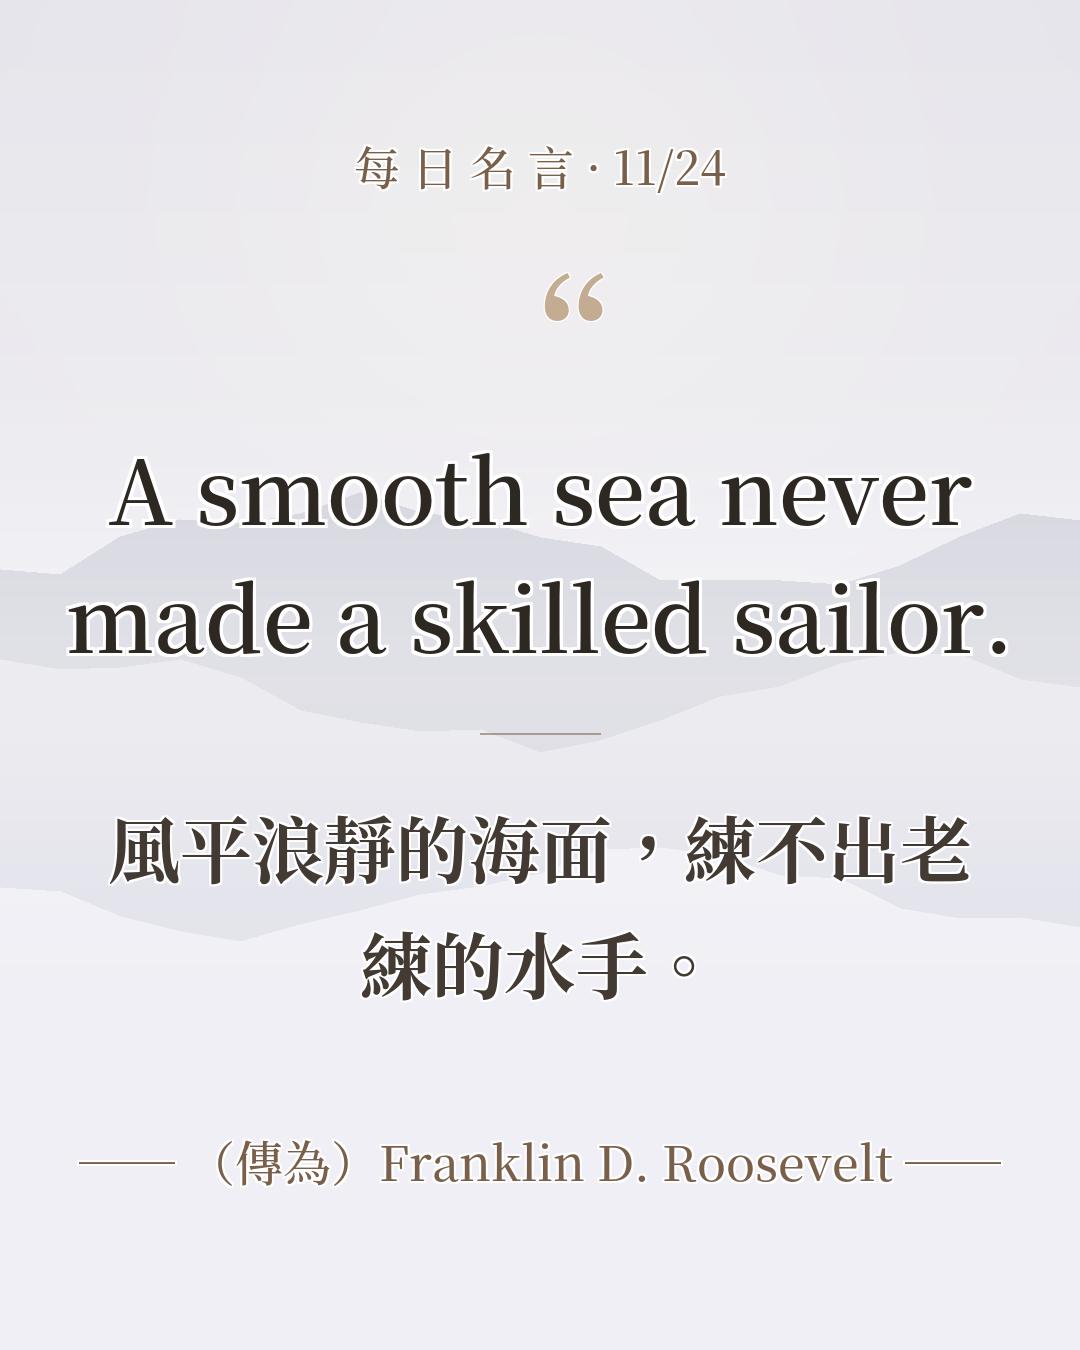 每日名言·11/24
“
A smooth sea never
made a skilled sailor.
風平浪靜的海面，練不出老
練的水手。
——（傳為）Franklin D. Roosevelt——